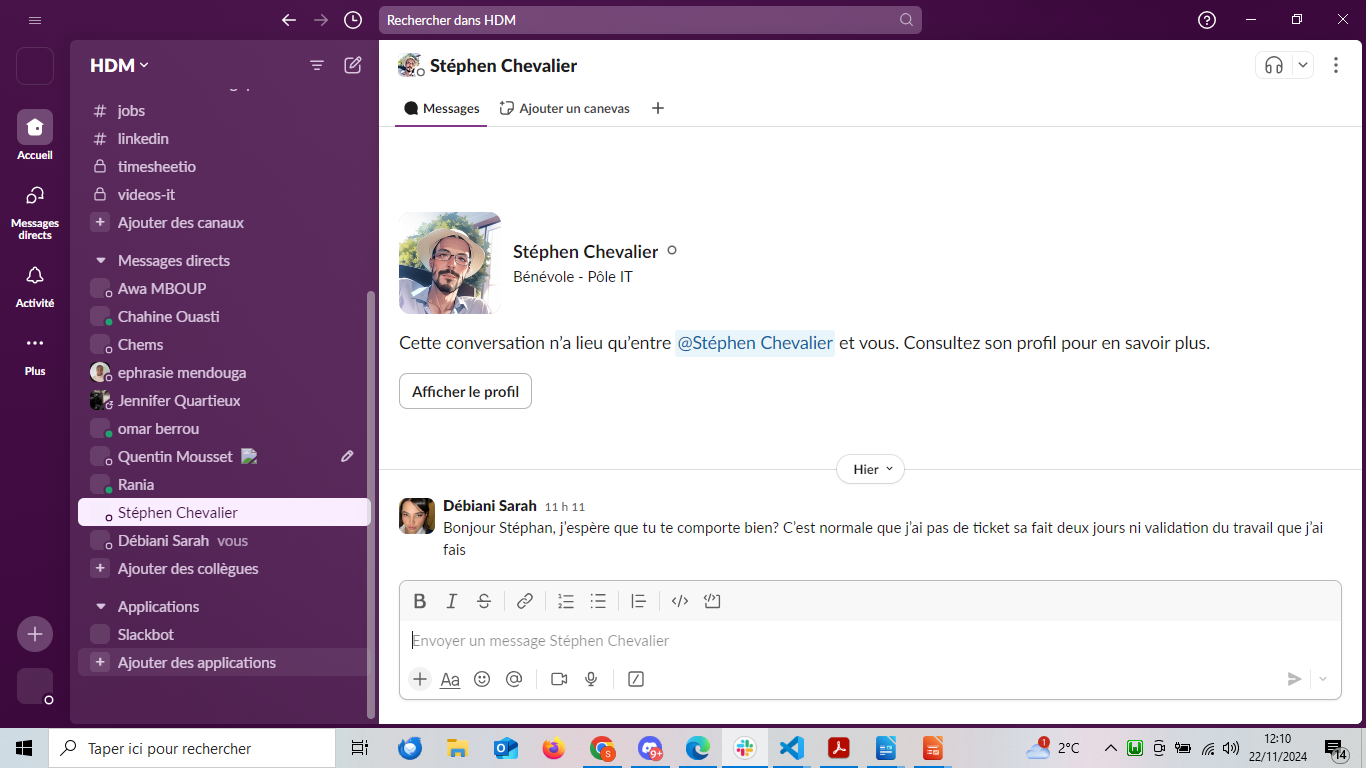 Rechercher dans HDM
HDM
Accueil
Messages
directs
Activité
Plus
jobs
linkedin
timesheetio
videos-it
Ajouter des canaux
Messages directs
Awa MBOUP
Chahine Ouasti
Chems
ephrasie mendouga
Jennifer Quartieux
omar berrou
Quentin Mousset
Rania
Stéphen Chevalier
Débiani Sarah vous
Ajouter des collègues
Applications
Slackbot
Ajouter des applications
Stéphen Chevalier
Messages
Ajouter un canevas
Stéphen Chevalier
Bénévole - Pôle IT
Cette conversation n’a lieu qu’entre @Stéphen Chevalier et vous. Consultez son profil pour en savoir plus.
Afficher le profil
Hier
Débiani Sarah 11 h 11
Bonjour Stéphan, j’espère que tu te comporte bien? C’est normale que j’ai pas de ticket sa fait deux jours ni validation du travail que j’ai
fais
Envoyer un message Stéphen Chevalier
Aa
Taper ici pour rechercher
S
9+
1
2°C
W
12:10
22/11/2024
14